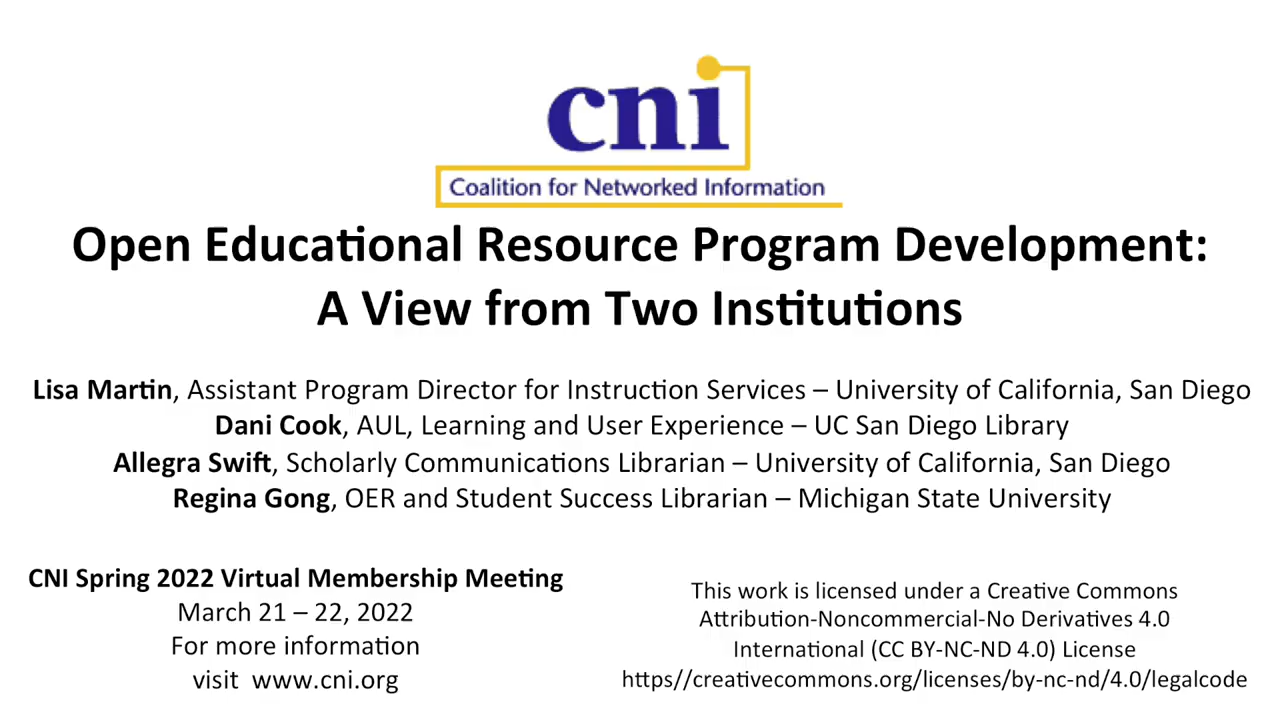 cni
Coalition for Networked Information
Open Educational Resource Program Development:
A View from Two Institutions
Lisa Martin, Assistant Program Director for Instruction Services – University of California, San Diego
Dani Cook, AUL, Learning and User Experience – UC San Diego Library
Allegra Swift, Scholarly Communications Librarian – University of California, San Diego
Regina Gong, OER and Student Success Librarian – Michigan State University
CNI Spring 2022 Virtual Membership Meeting
March 21 – 22, 2022
For more information
visit www.cni.org
This work is licensed under a Creative Commons
Attribution-Noncommercial-No Derivatives 4.0
International (CC BY-NC-ND 4.0) License
https//creativecommons.org/licenses/by-nc-nd/4.0/legalcode